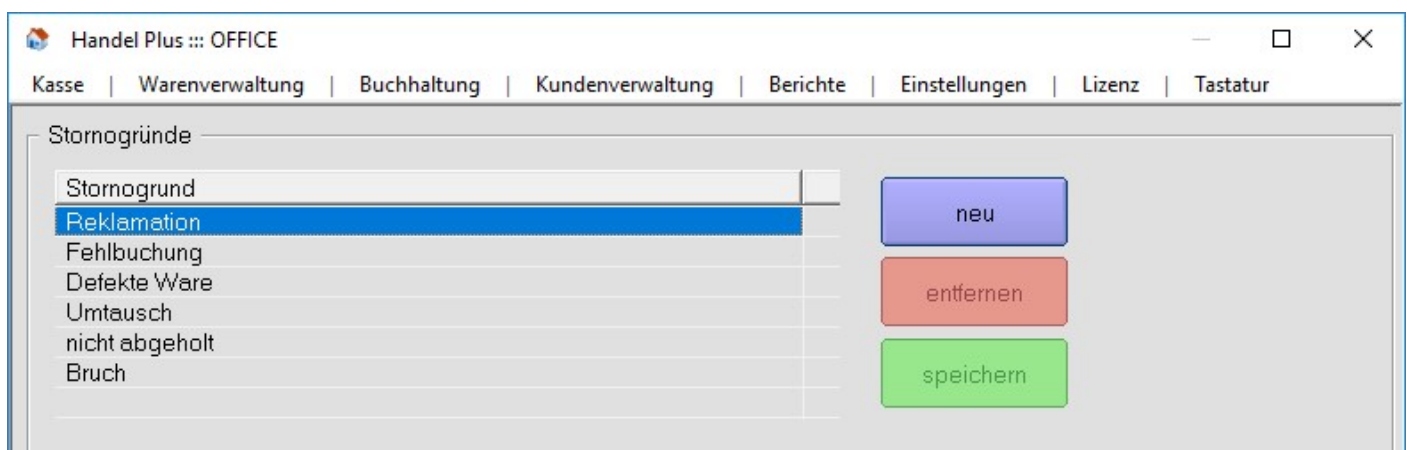 Handel Plus ::: OFFICE
Kasse | Warenverwaltung | Buchhaltung | Kundenverwaltung | Berichte | Einstellungen | Lizenz | Tastatur
Stornogründe
Stornogrund
Reklamation
Fehlbuchung
Defekte Ware
Umtausch
nicht abgeholt
Bruch
neu
entfernen
speichern